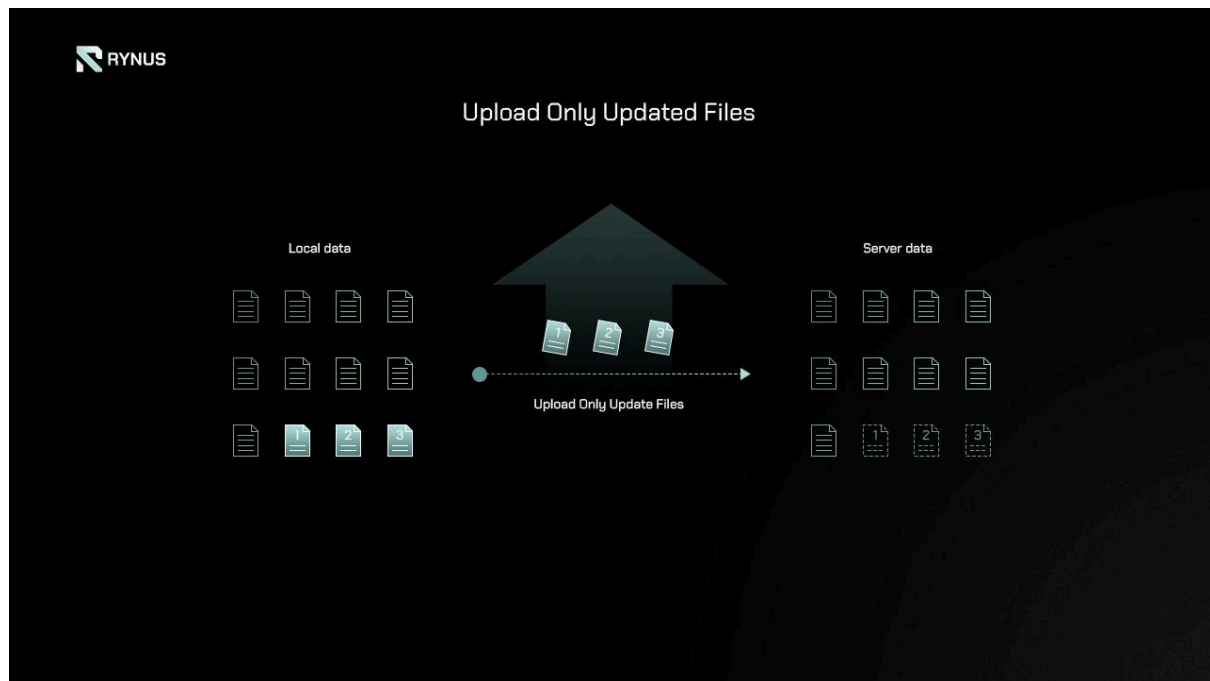 RYNUS
Upload Only Updated Files
Local data
Server data
1 2 3
Upload Only Update Files
1 2 3
1 2 3